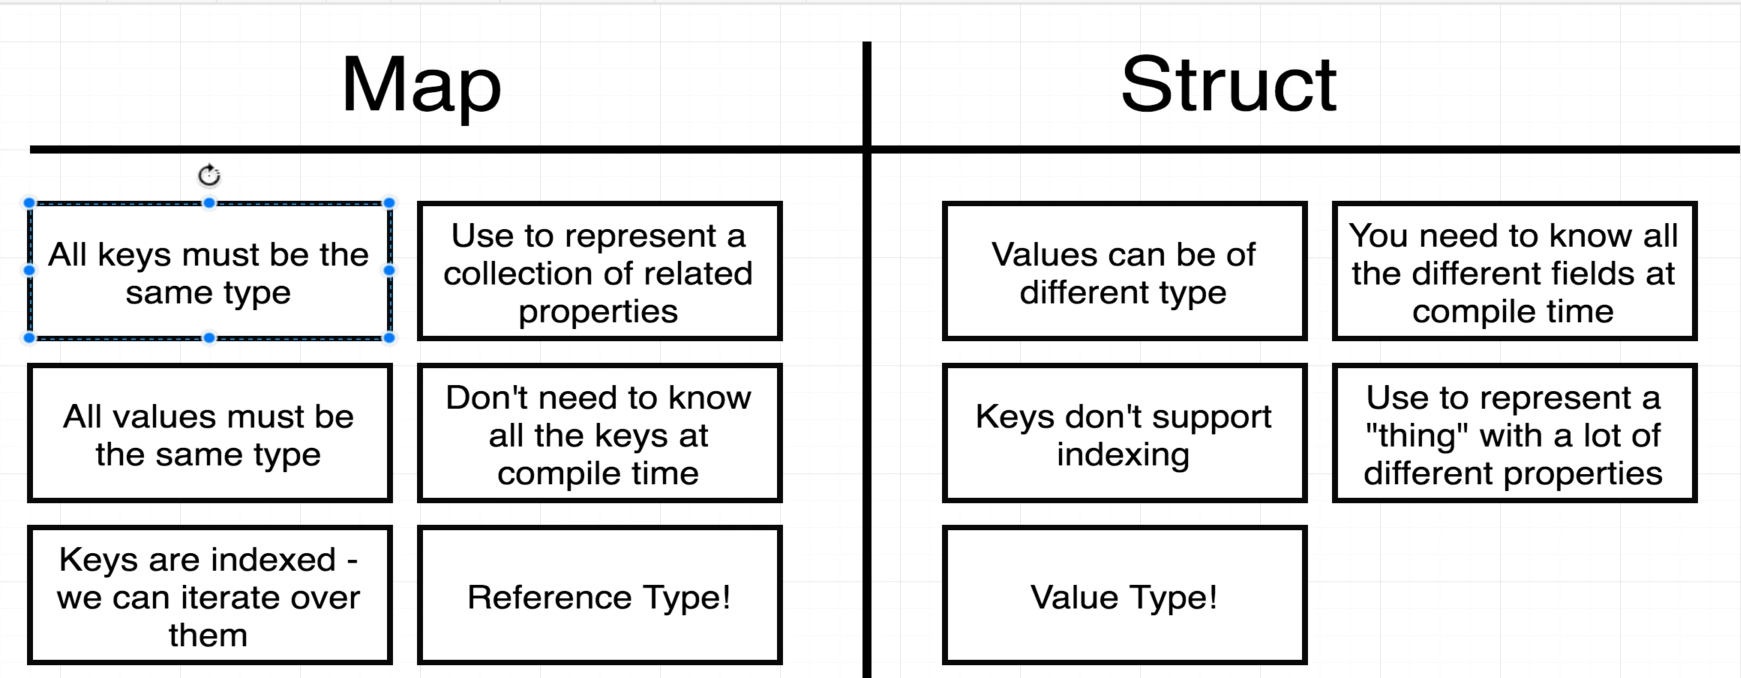 Map
Struct
All keys must be the
same type
Use to represent a
collection of related
properties
Values can be of
different type
You need to know all
the different fields at
compile time
All values must be
the same type
Don't need to know
all the keys at
compile time
Keys don't support
indexing
Use to represent a
"thing" with a lot of
different properties
Keys are indexed -
we can iterate over
them
Reference Type!
Value Type!